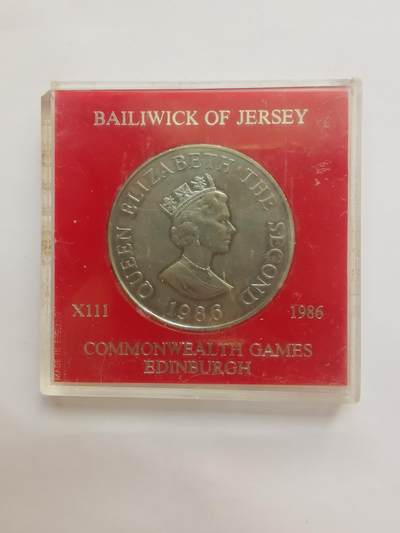 BAILIWICK OF JERSEY
QUEEN ELIZABETH THE SECOND
1986
X111
1986
COMMONWEALTH GAMES
EDINBURGH